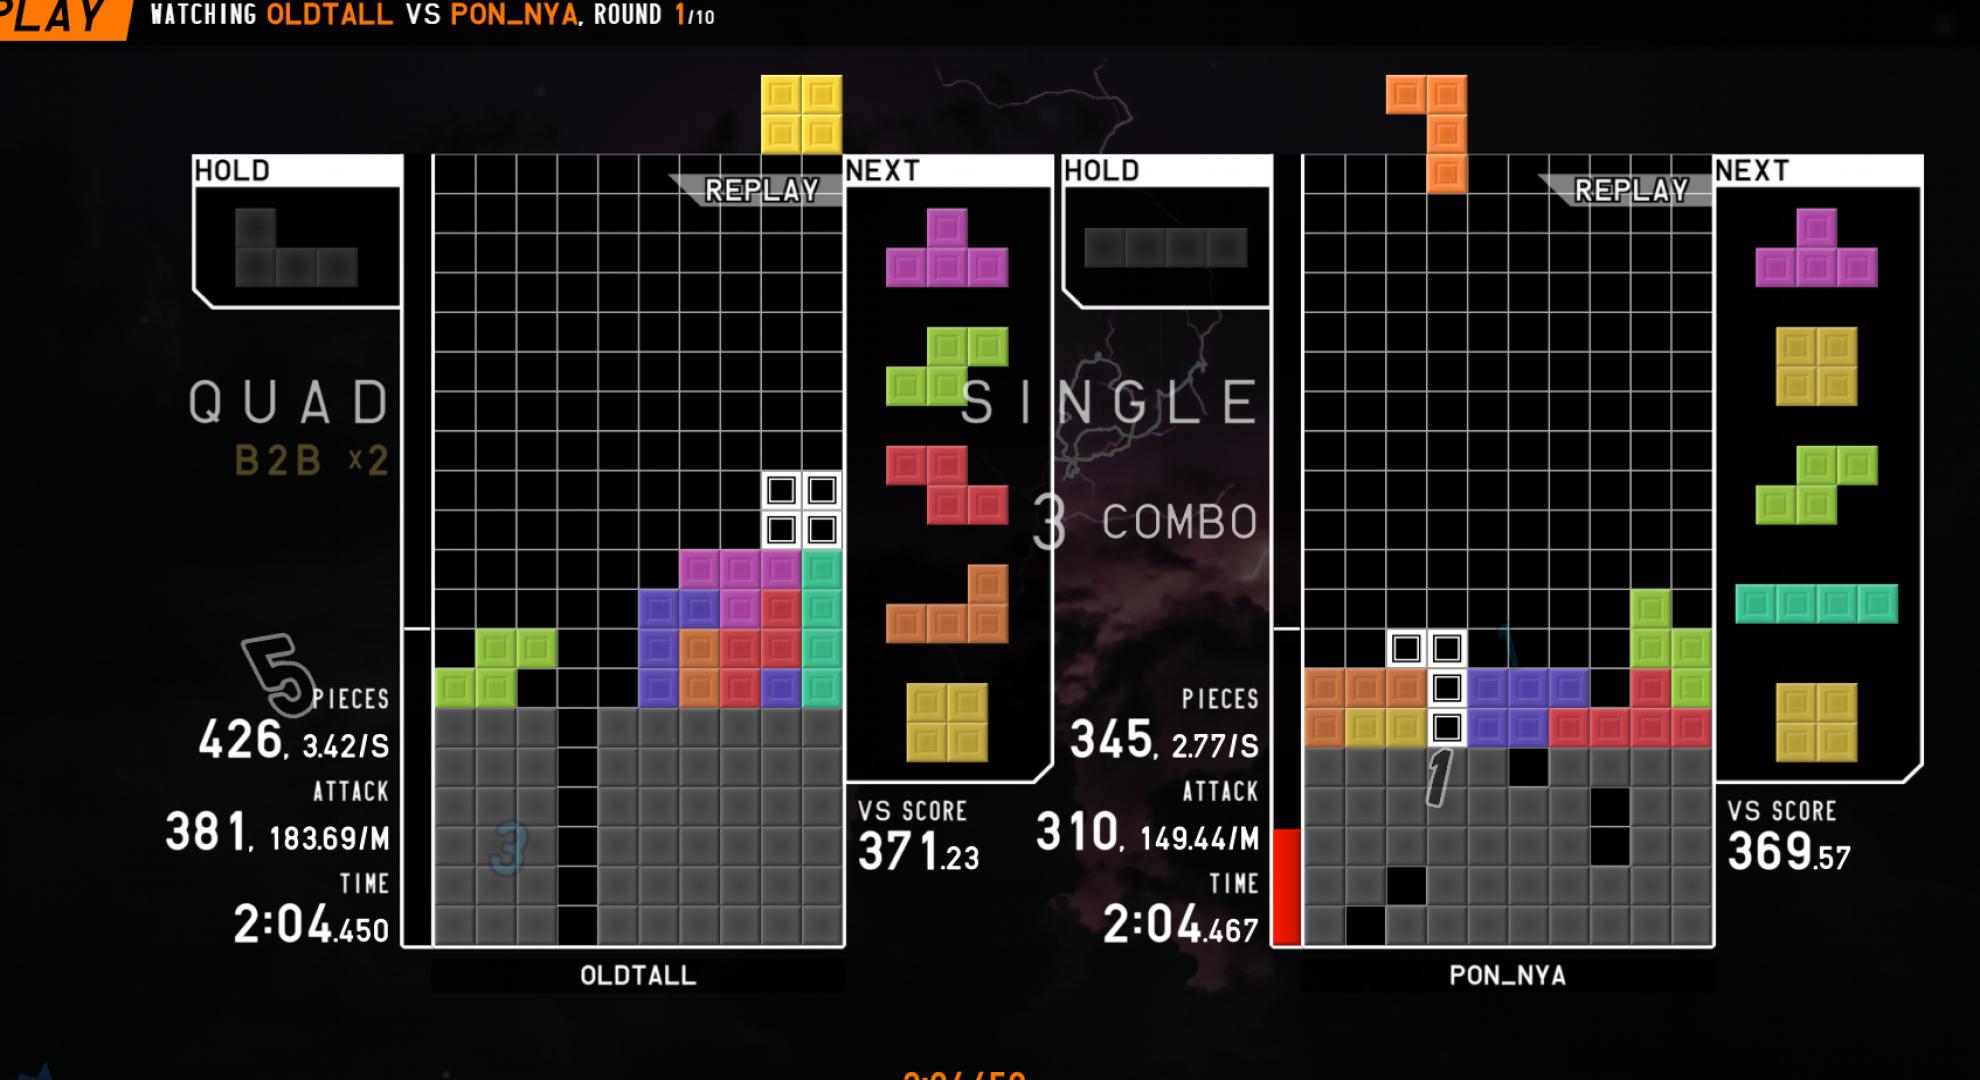 PLAY WATCHING OLDTALL VS PON_NYA, ROUND 1/10
HOLD
REPLAY
NEXT
QUAD
B2B x2
5
3
PIECES
426, 3.42/S
ATTACK
381, 183.69/M
TIME
2:04.450
VS SCORE
371.23
OLDTALL
HOLD
REPLAY
NEXT
SINGLE
3 COMBO
1
1
PIECES
345, 2.77/S
ATTACK
310, 149.44/M
TIME
2:04.467
VS SCORE
369.57
PON_NYA